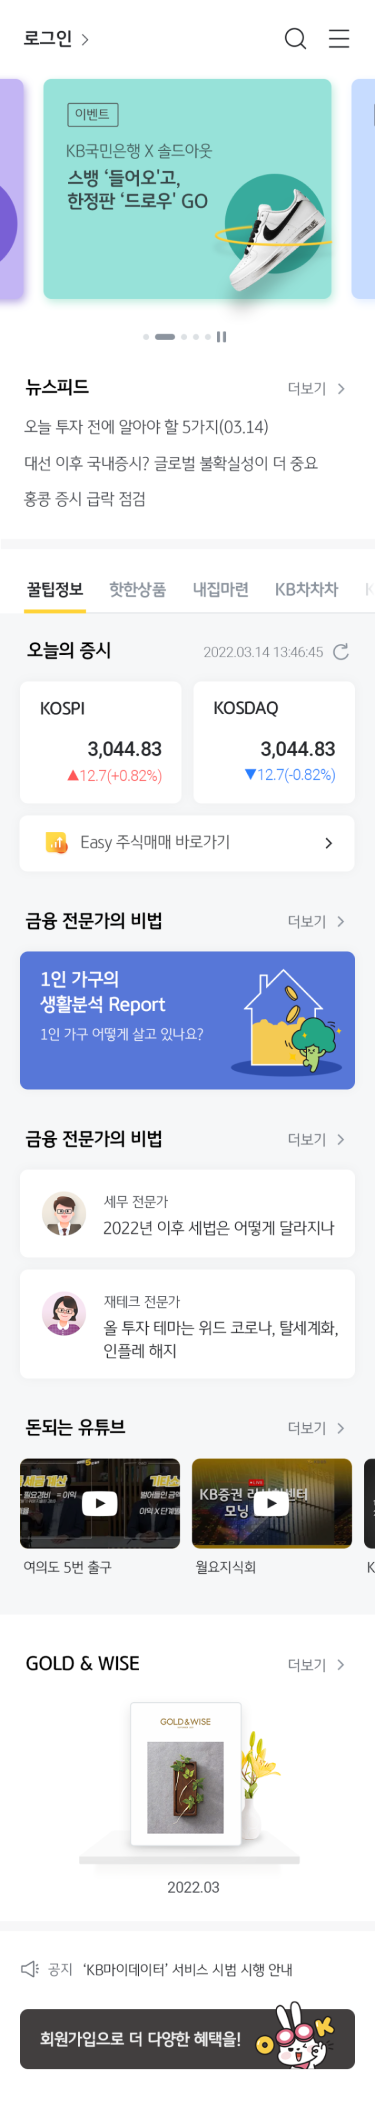 로그인
이벤트
KB국민은행 X 솔드아웃
스뱅 ‘들어오'고,
한정판 ‘드로우' GO
뉴스피드
더보기
오늘 투자 전에 알아야 할 5가지(03.14)
대선 이후 국내증시? 글로벌 불확실성이 더 중요
홍콩 증시 급락 점검
꿀팁정보
핫한상품
내집마련
KB차차차
오늘의 증시
2022.03.14 13:46:45
KOSPI
3,044.83
▲12.7(+0.82%)
KOSDAQ
3,044.83
▼12.7(-0.82%)
Easy 주식매매 바로가기
금융 전문가의 비법
더보기
1인 가구의
생활분석 Report
1인 가구 어떻게 살고 있나요?
금융 전문가의 비법
더보기
세무 전문가
2022년 이후 세법은 어떻게 달라지나
재테크 전문가
올 투자 테마는 위드 코로나, 탈세계화,
인플레 해지
돈되는 유튜브
더보기
LIVE
KB증권
모닝
여의도 5번 출구
월요지식회
GOLD & WISE
더보기
GOLD&WISE
2022.03
공지
‘KB마이데이터’ 서비스 시범 시행 안내
회원가입으로 더 다양한 혜택을!
OK